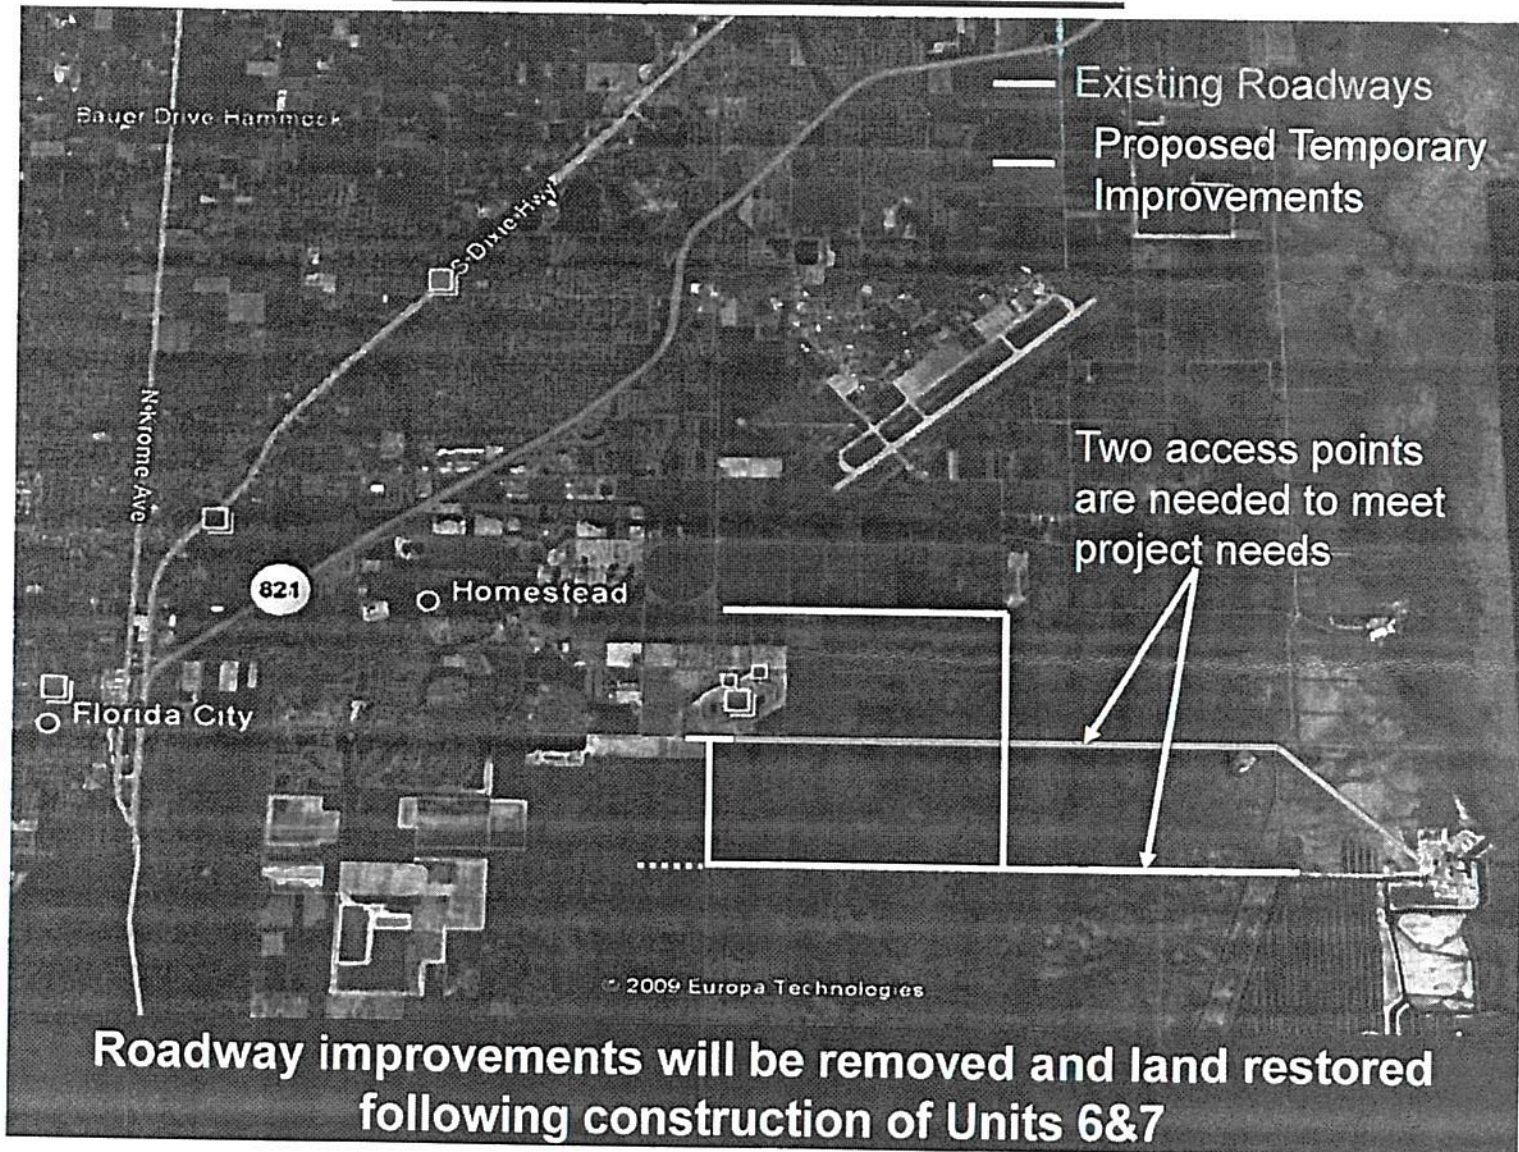 Existing Roadways
Bauer Drive Hammock
Proposed Temporary
Improvements
S Dixie Hwy
N Krome Ave
Two access points
are needed to meet
project needs
821
Homestead
Florida City
© 2009 Europa Technologies
Roadway improvements will be removed and land restored
following construction of Units 6&7